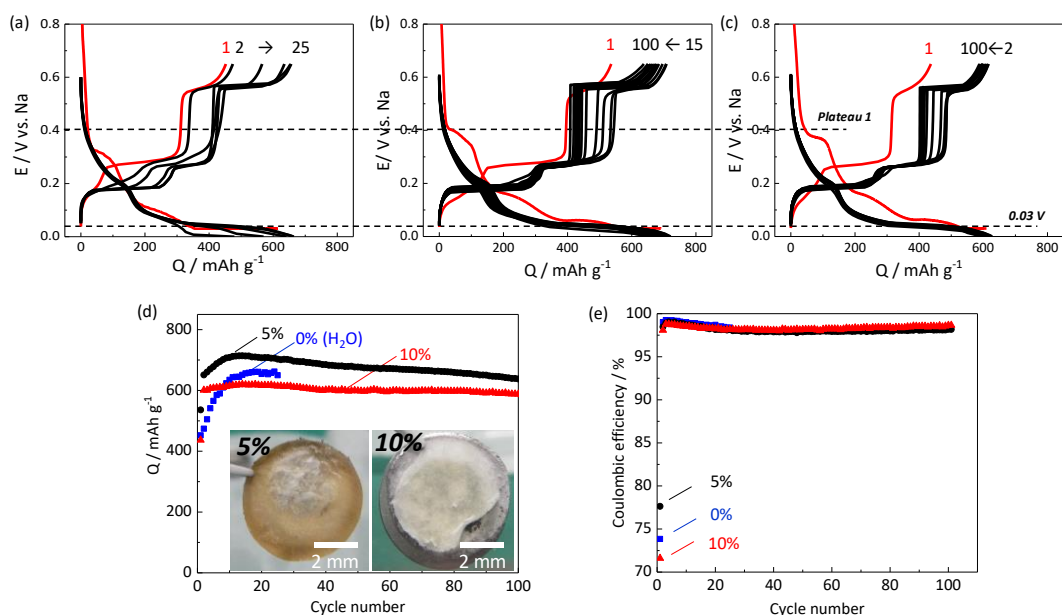 (a)
(b)
(c)
E / V vs. Na
0.8
0.6
0.4
0.2
0.0
1 2 → 25
0 200 400 600 800
Q / mAh g⁻¹
E / V vs. Na
0.8
0.6
0.4
0.2
0.0
1 100 ← 15
0 200 400 600 800
Q / mAh g⁻¹
E / V vs. Na
0.8
0.6
0.4
0.2
0.0
1 100←2
Plateau 1
0.03 V
0 200 400 600 800
Q / mAh g⁻¹
(d)
Q / mAh g⁻¹
800
600
400
200
0
5%
0% (H₂O)
10%
5%
2 mm
10%
2 mm
0 20 40 60 80 100
Cycle number
(e)
Coulombic efficiency / %
100
95
90
85
80
75
70
5%
0%
10%
0 20 40 60 80 100
Cycle number